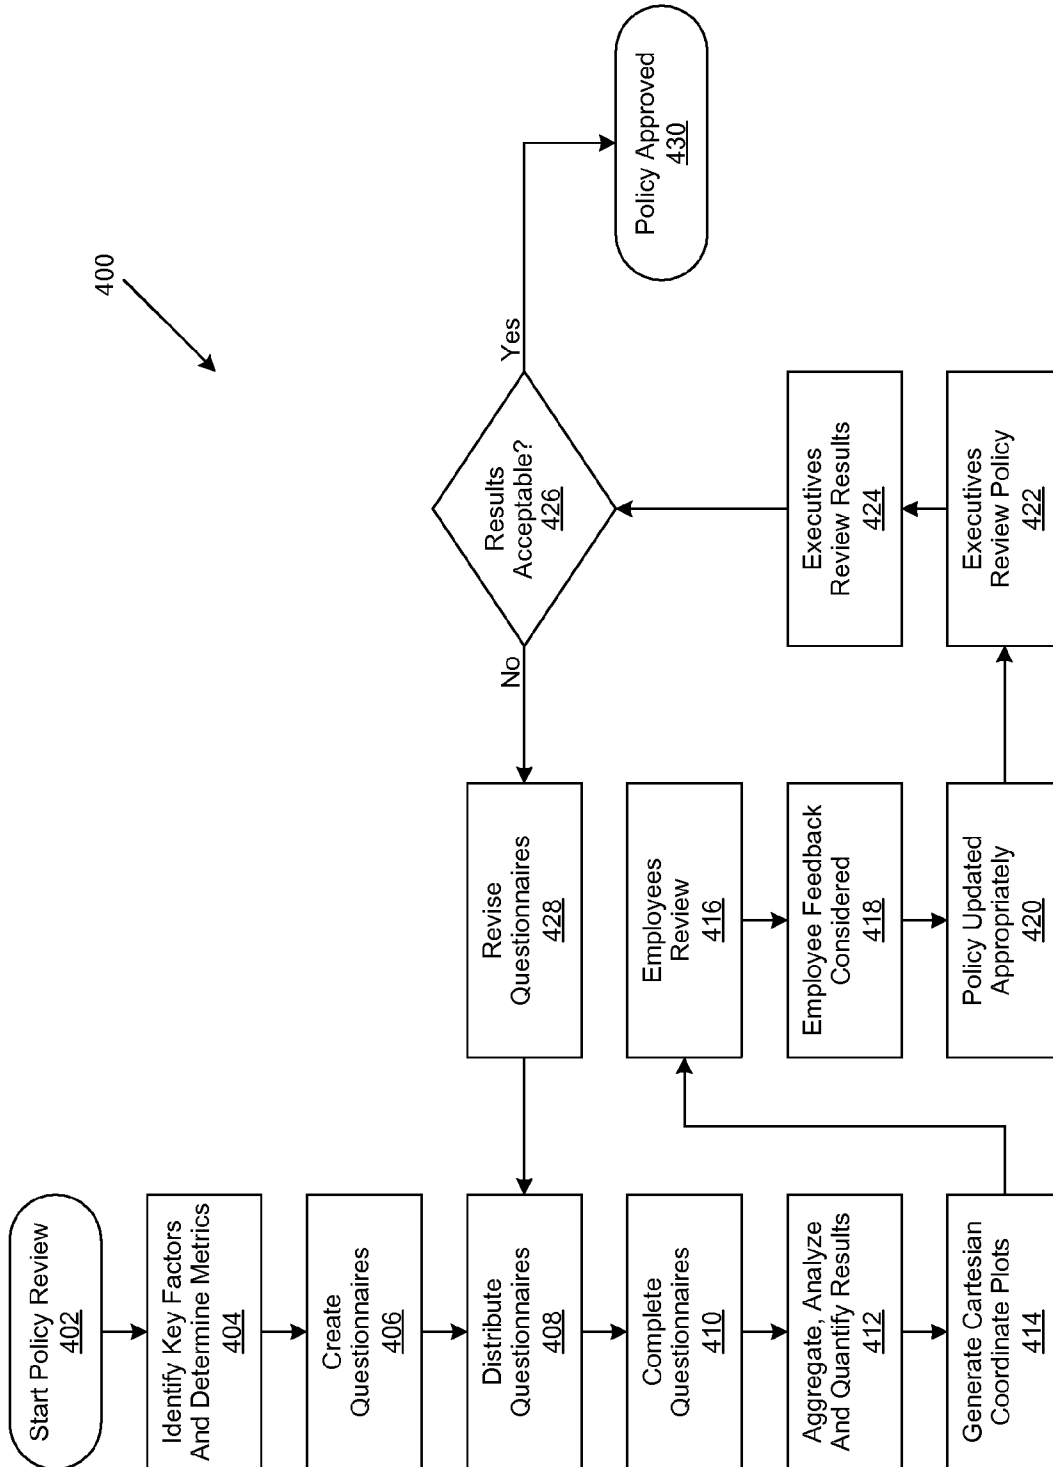 400
Start Policy Review
402
Identify Key Factors
And Determine Metrics
404
Create
Questionnaires
406
Distribute
Questionnaires
408
Complete
Questionnaires
410
Aggregate, Analyze
And Quantify Results
412
Generate Cartesian
Coordinate Plots
414
Employees
Review
416
Employee Feedback
Considered
418
Policy Updated
Appropriately
420
Executives
Review Policy
422
Executives
Review Results
424
Results
Acceptable?
426
No
Yes
Revise
Questionnaires
428
Policy Approved
430